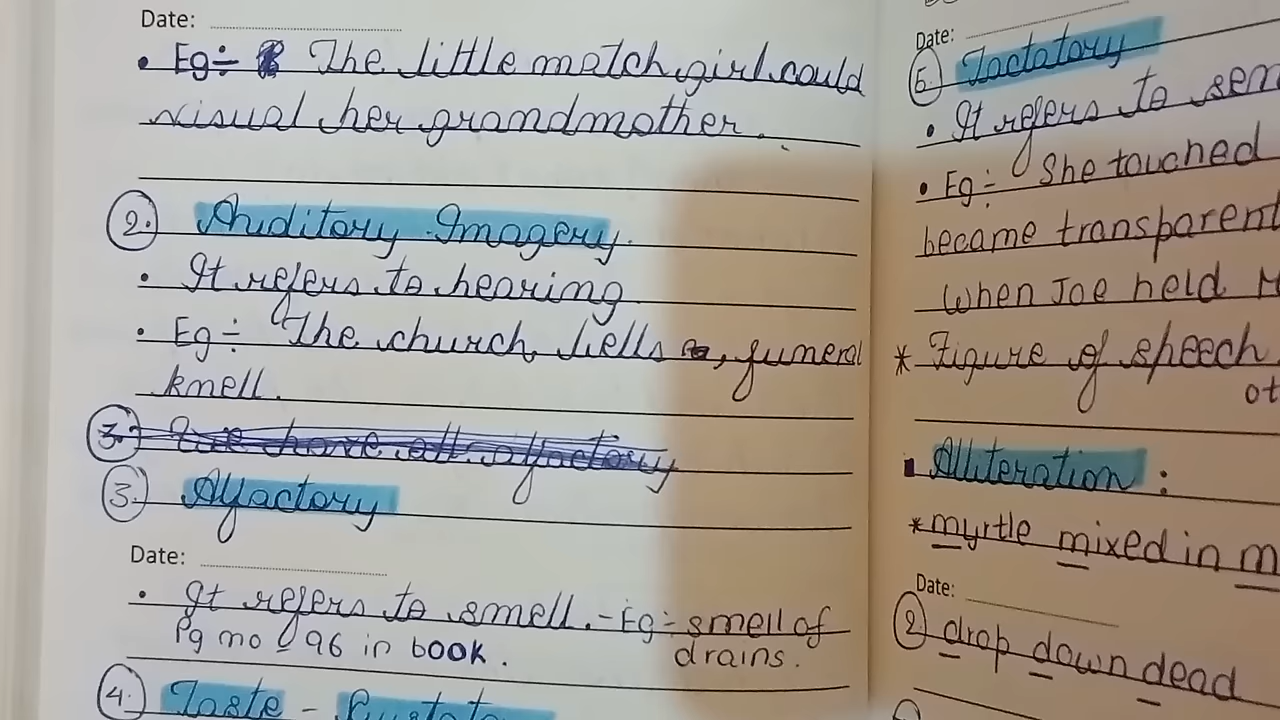 Date:
• Eg÷ The little match girl could
visual her grandmother.
2. Auditory Imagery.
• It refers to hearing
• Eg÷ The church bells, funeral
knell.
3.
3. Alfactory
Date:
• It refers to smell. - Eg÷ smell of
Pg no 96 in book. drains.
4. Taste -
Date:
5. Tactatory
• It refers to sen
• Eg÷ She touched
became transparent
when Joe held
* Figure of speech
■ Alliteration :
* myrtle mixed in m
Date:
2) drop down dead